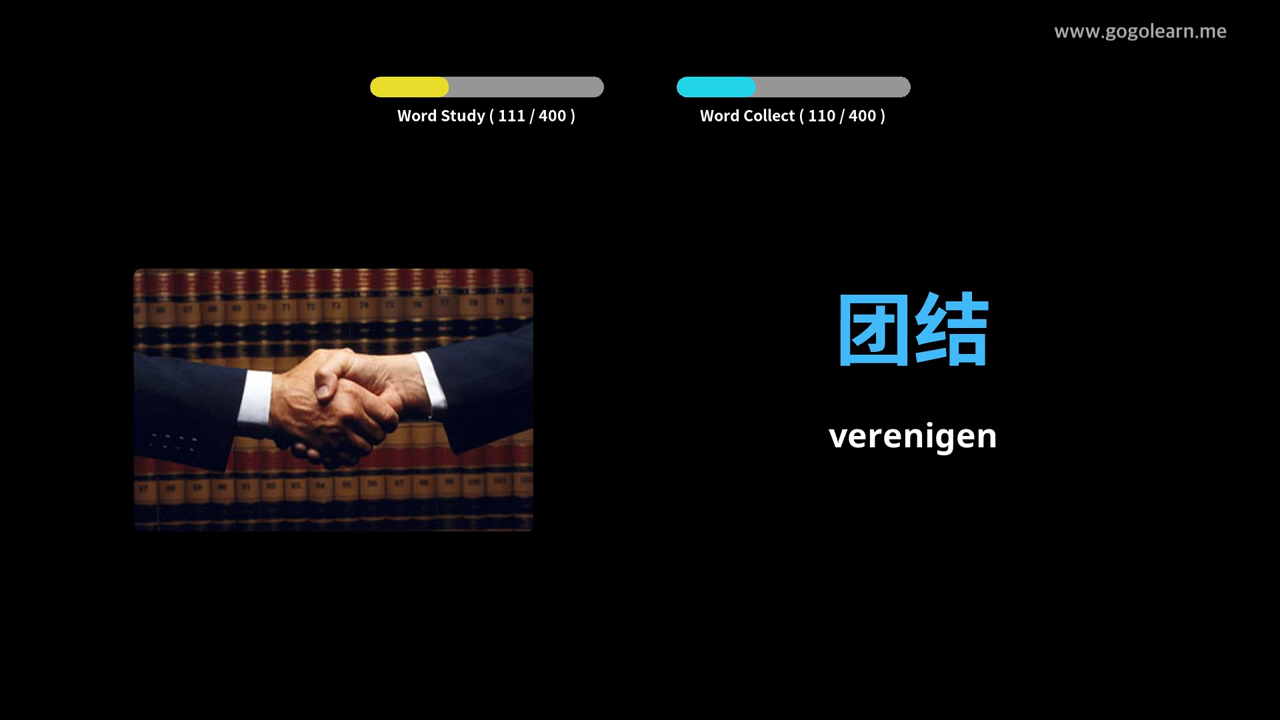 www.gogolearn.me
Word Study ( 111 / 400 )
Word Collect ( 110 / 400 )
团结
verenigen